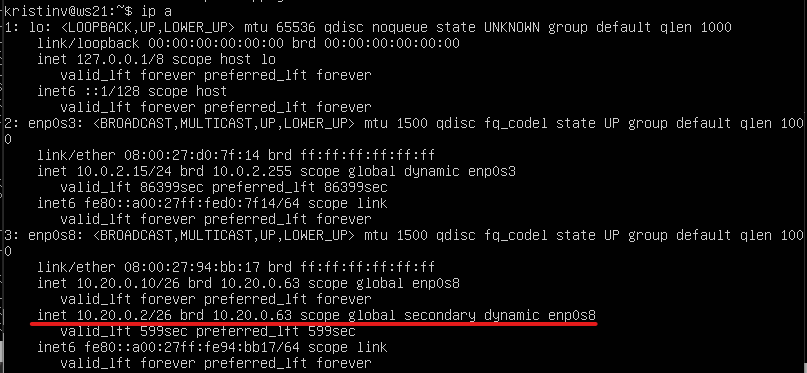 kristinv@ws21:~$ ip a
1: lo: <LOOPBACK,UP,LOWER_UP> mtu 65536 qdisc noqueue state UNKNOWN group default qlen 1000
link/loopback 00:00:00:00:00:00 brd 00:00:00:00:00:00
inet 127.0.0.1/8 scope host lo
valid_lft forever preferred_lft forever
inet6 ::1/128 scope host
valid_lft forever preferred_lft forever
2: enp0s3: <BROADCAST,MULTICAST,UP,LOWER_UP> mtu 1500 qdisc fq_codel state UP group default qlen 100
0
link/ether 08:00:27:d0:7f:14 brd ff:ff:ff:ff:ff:ff
inet 10.0.2.15/24 brd 10.0.2.255 scope global dynamic enp0s3
valid_lft 86399sec preferred_lft 86399sec
inet6 fe80::a00:27ff:fed0:7f14/64 scope link
valid_lft forever preferred_lft forever
3: enp0s8: <BROADCAST,MULTICAST,UP,LOWER_UP> mtu 1500 qdisc fq_codel state UP group default qlen 100
0
link/ether 08:00:27:94:bb:17 brd ff:ff:ff:ff:ff:ff
inet 10.20.0.10/26 brd 10.20.0.63 scope global enp0s8
valid_lft forever preferred_lft forever
inet 10.20.0.2/26 brd 10.20.0.63 scope global secondary dynamic enp0s8
valid_lft 599sec preferred_lft 599sec
inet6 fe80::a00:27ff:fe94:bb17/64 scope link
valid_lft forever preferred_lft forever